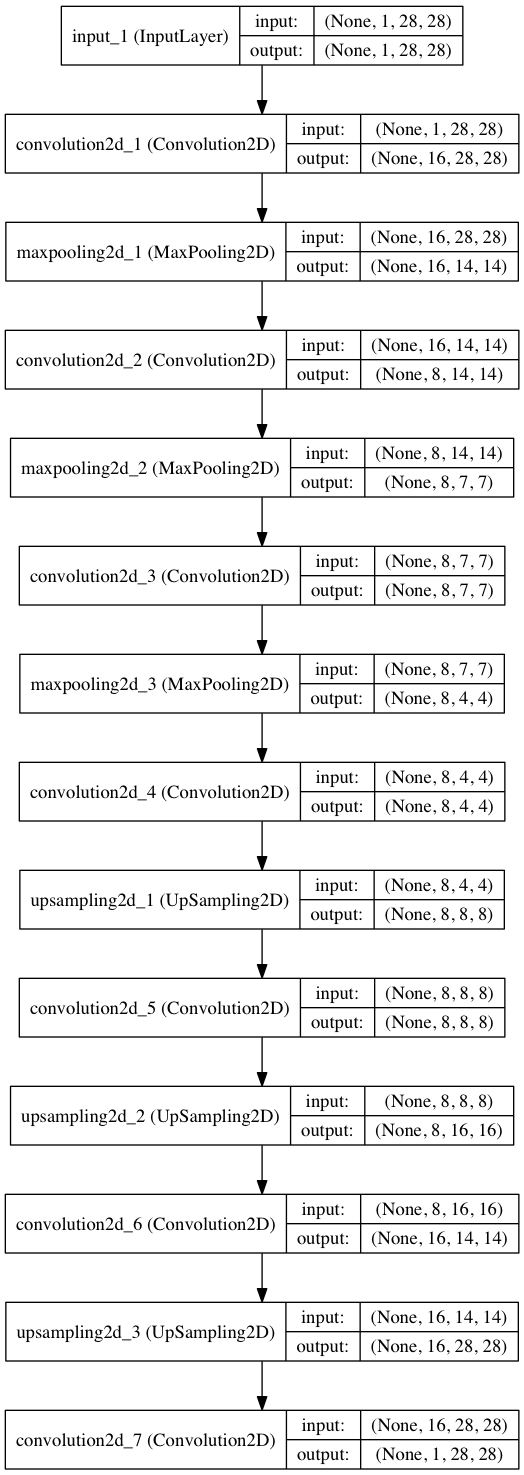 input_1 (InputLayer)
input: (None, 1, 28, 28)
output: (None, 1, 28, 28)
convolution2d_1 (Convolution2D)
input: (None, 1, 28, 28)
output: (None, 16, 28, 28)
maxpooling2d_1 (MaxPooling2D)
input: (None, 16, 28, 28)
output: (None, 16, 14, 14)
convolution2d_2 (Convolution2D)
input: (None, 16, 14, 14)
output: (None, 8, 14, 14)
maxpooling2d_2 (MaxPooling2D)
input: (None, 8, 14, 14)
output: (None, 8, 7, 7)
convolution2d_3 (Convolution2D)
input: (None, 8, 7, 7)
output: (None, 8, 7, 7)
maxpooling2d_3 (MaxPooling2D)
input: (None, 8, 7, 7)
output: (None, 8, 4, 4)
convolution2d_4 (Convolution2D)
input: (None, 8, 4, 4)
output: (None, 8, 4, 4)
upsampling2d_1 (UpSampling2D)
input: (None, 8, 4, 4)
output: (None, 8, 8, 8)
convolution2d_5 (Convolution2D)
input: (None, 8, 8, 8)
output: (None, 8, 8, 8)
upsampling2d_2 (UpSampling2D)
input: (None, 8, 8, 8)
output: (None, 8, 16, 16)
convolution2d_6 (Convolution2D)
input: (None, 8, 16, 16)
output: (None, 16, 14, 14)
upsampling2d_3 (UpSampling2D)
input: (None, 16, 14, 14)
output: (None, 16, 28, 28)
convolution2d_7 (Convolution2D)
input: (None, 16, 28, 28)
output: (None, 1, 28, 28)